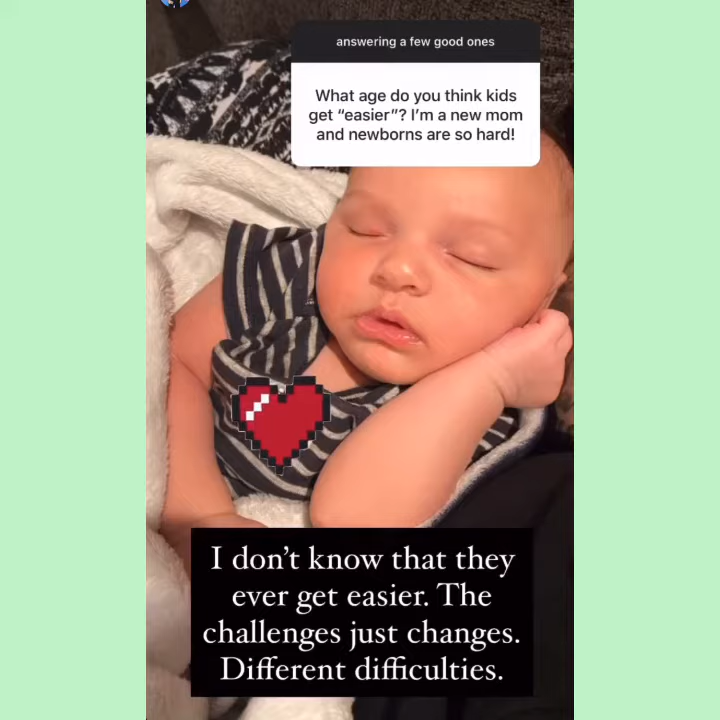 answering a few good ones
What age do you think kids
get “easier”? I’m a new mom
and newborns are so hard!
I don’t know that they
ever get easier. The
challenges just changes.
Different difficulties.